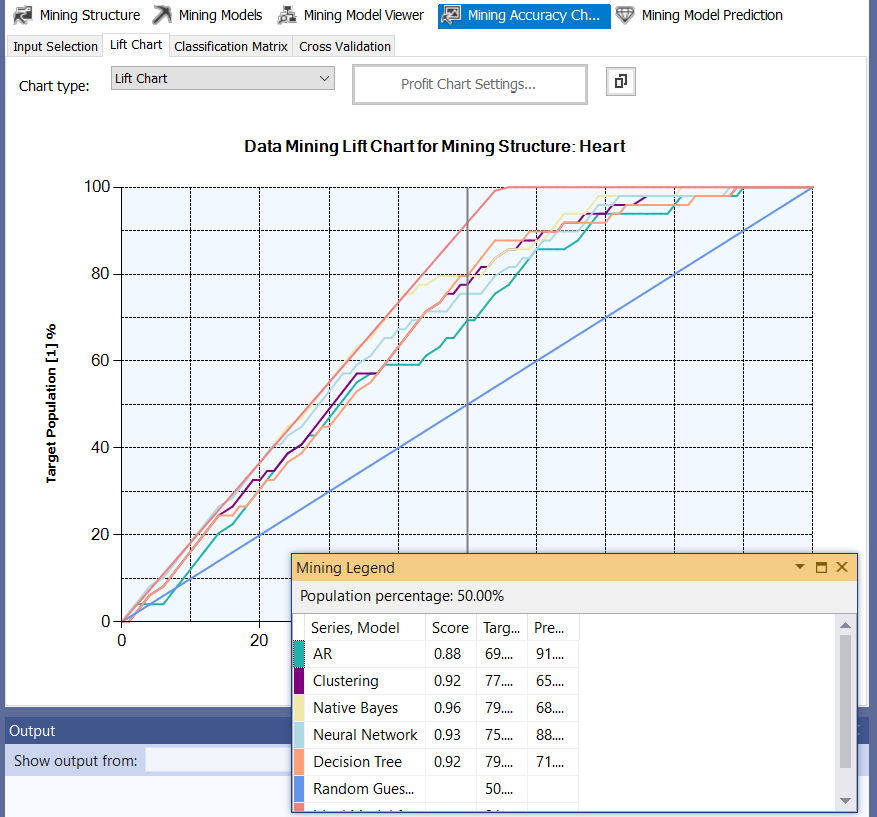 Mining Structure Mining Models Mining Model Viewer Mining Accuracy Ch... Mining Model Prediction
Input Selection Lift Chart Classification Matrix Cross Validation
Chart type: Lift Chart Profit Chart Settings...
Data Mining Lift Chart for Mining Structure: Heart
Target Population [1] %
100
80
60
40
20
0
0 20
Mining Legend
Population percentage: 50.00%
Series, Model Score Targ... Pre...
AR 0.88 69.... 91....
Clustering 0.92 77.... 65....
Native Bayes 0.96 79.... 68....
Neural Network 0.93 75.... 88....
Decision Tree 0.92 79.... 71....
Random Gues... 50....
Output
Show output from: